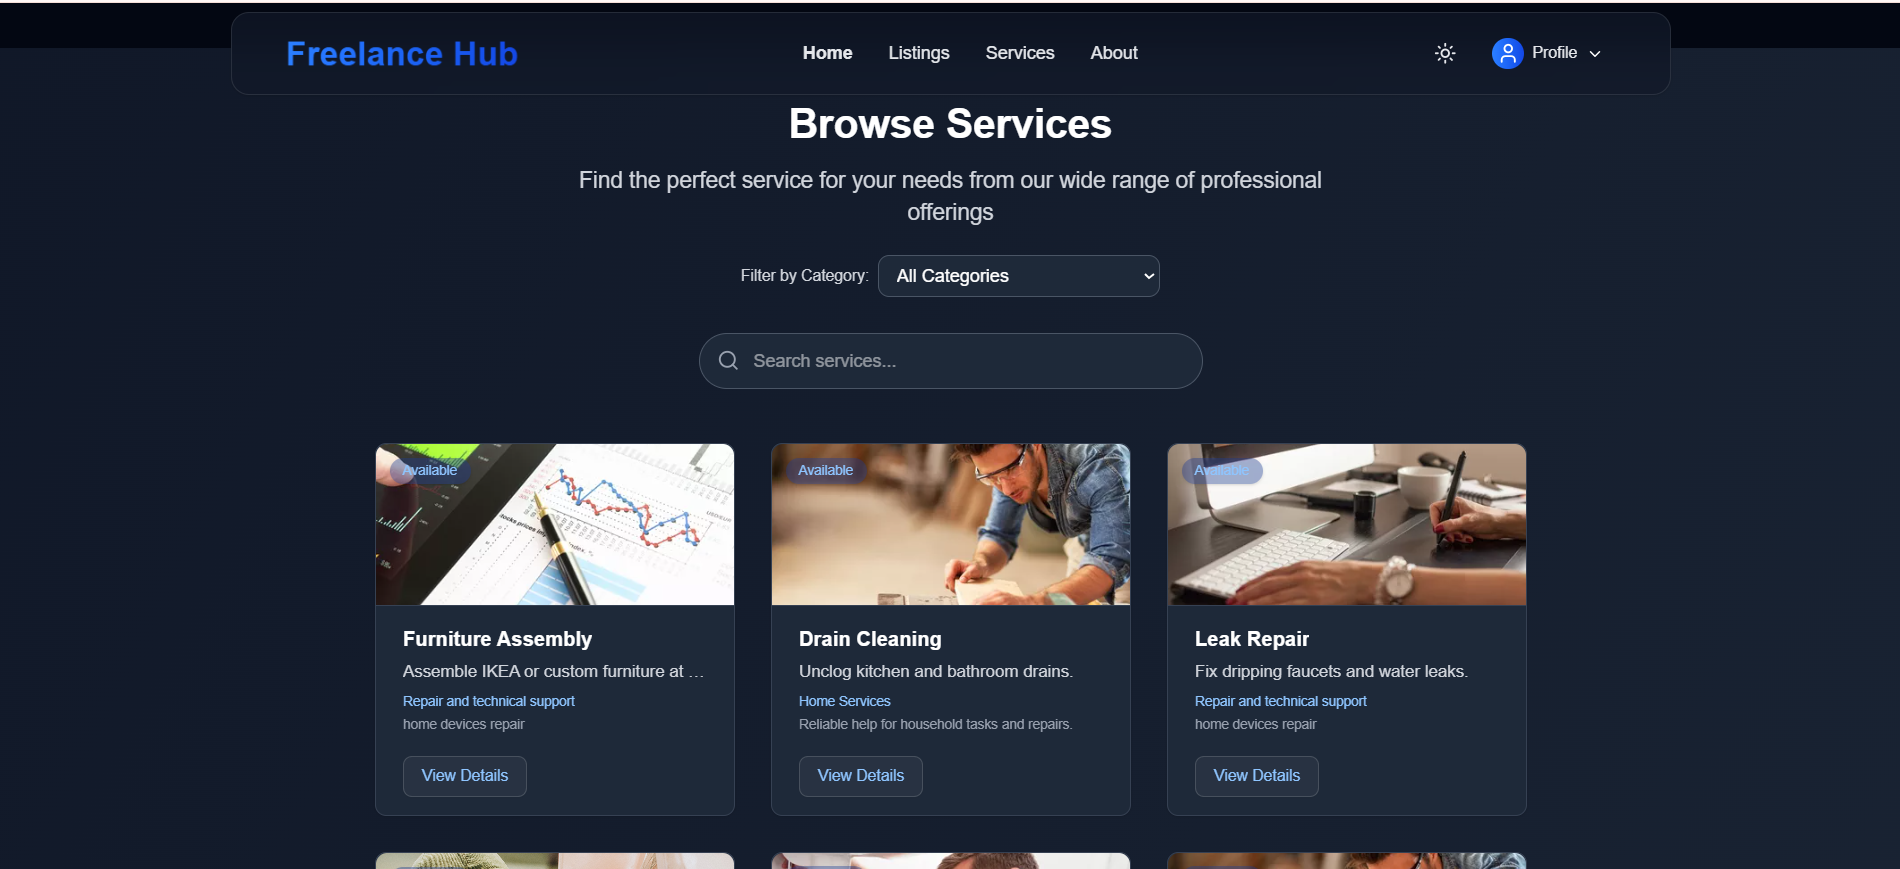 Freelance Hub
Home
Listings
Services
About
Profile
Browse Services
Find the perfect service for your needs from our wide range of professional
offerings
Filter by Category:
All Categories
Search services...
Available
Available
Available
Furniture Assembly
Assemble IKEA or custom furniture at ...
Repair and technical support
home devices repair
View Details
Drain Cleaning
Unclog kitchen and bathroom drains.
Home Services
Reliable help for household tasks and repairs.
View Details
Leak Repair
Fix dripping faucets and water leaks.
Repair and technical support
home devices repair
View Details